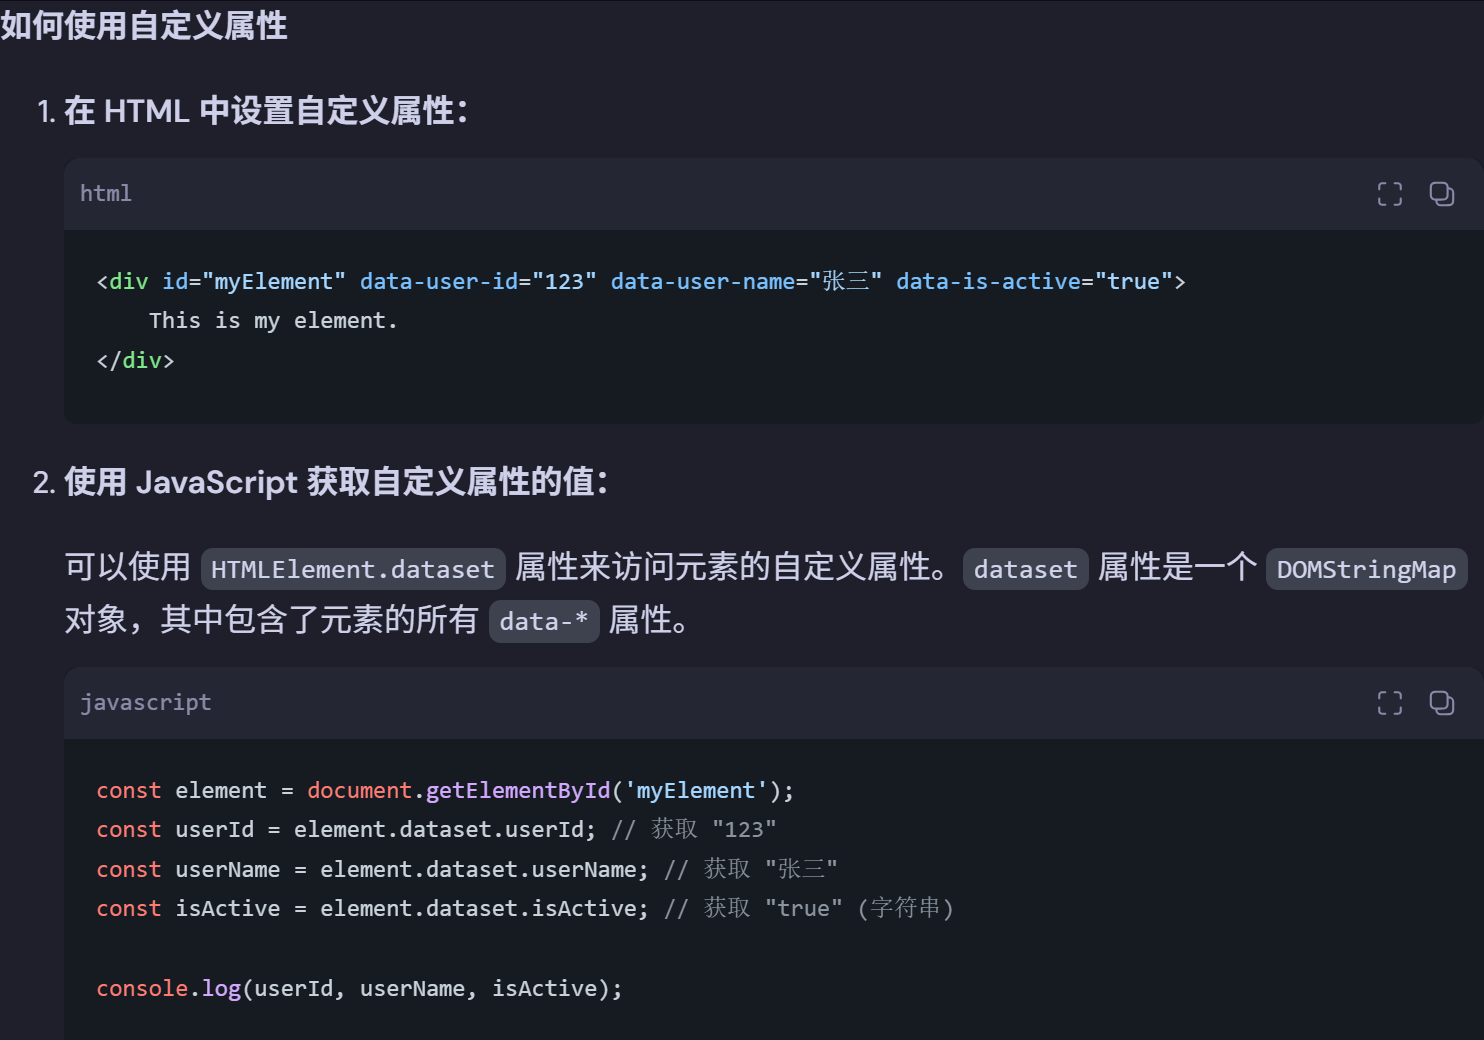 如何使用自定义属性
1. 在 HTML 中设置自定义属性：
html
<div id="myElement" data-user-id="123" data-user-name="张三" data-is-active="true">
    This is my element.
</div>
2. 使用 JavaScript 获取自定义属性的值：
可以使用 HTMLElement.dataset 属性来访问元素的自定义属性。dataset 属性是一个 DOMStringMap
对象，其中包含了元素的所有 data-* 属性。
javascript
const element = document.getElementById('myElement');
const userId = element.dataset.userId; // 获取 "123"
const userName = element.dataset.userName; // 获取 "张三"
const isActive = element.dataset.isActive; // 获取 "true" (字符串)
console.log(userId, userName, isActive);